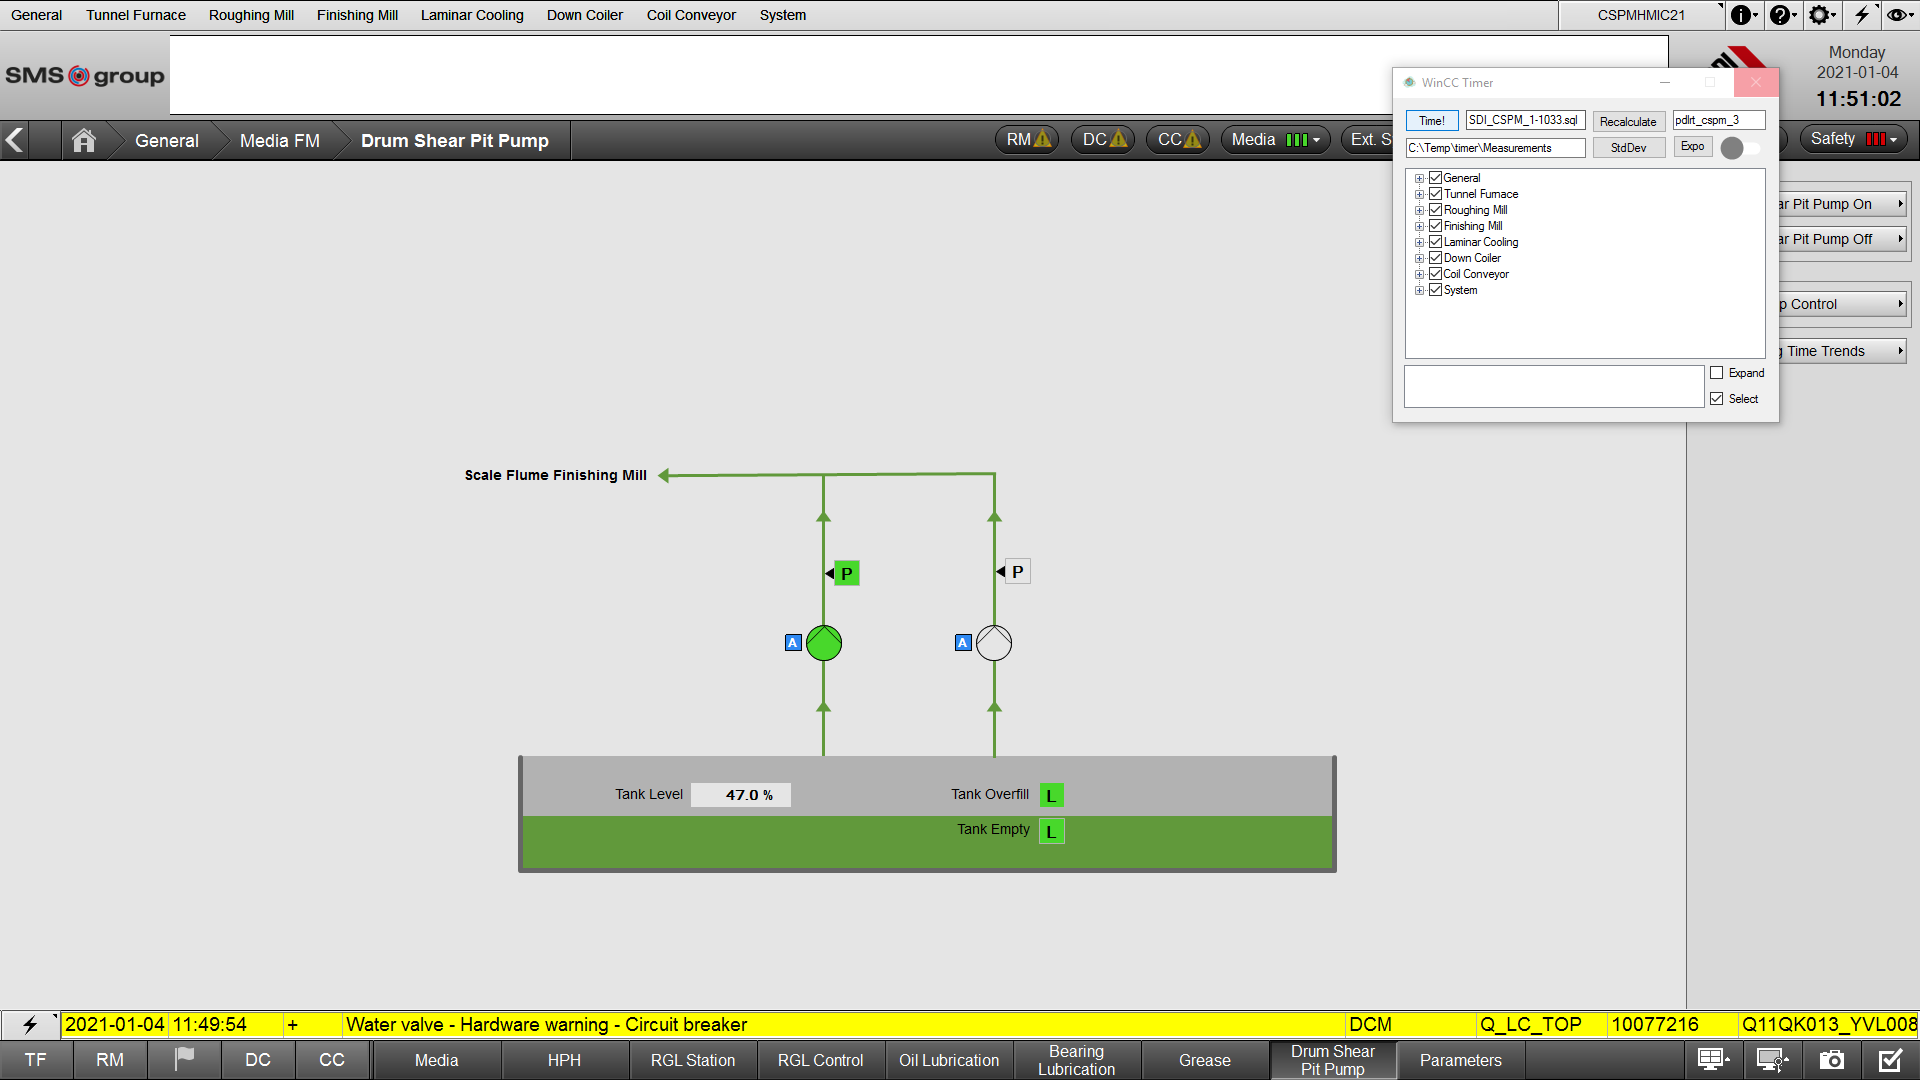 General Tunnel Furnace Roughing Mill Finishing Mill Laminar Cooling Down Coiler Coil Conveyor System CSPMHMIC21
SMS group
Monday
2021-01-04
11:51:02
WinCC Timer
Time! SDI_CSPM_1-1033.sql Recalculate pdlrt_cspm_3
C:\Temp\timer\Measurements StdDev Expo
General
Tunnel Furnace
Roughing Mill
Finishing Mill
Laminar Cooling
Down Coiler
Coil Conveyor
System
Expand
Select
General Media FM Drum Shear Pit Pump RM DC CC Media Ext. S Safety
ar Pit Pump On
ar Pit Pump Off
p Control
g Time Trends
Scale Flume Finishing Mill
P P
A A
Tank Level 47.0 % Tank Overfill L
Tank Empty L
2021-01-04 11:49:54 + Water valve - Hardware warning - Circuit breaker DCM Q_LC_TOP 10077216 Q11QK013_YVL008
TF RM DC CC Media HPH RGL Station RGL Control Oil Lubrication Bearing Lubrication Grease Drum Shear Pit Pump Parameters